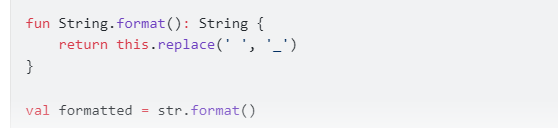 fun String.format(): String {
    return this.replace(' ', '_')
}
val formatted = str.format()